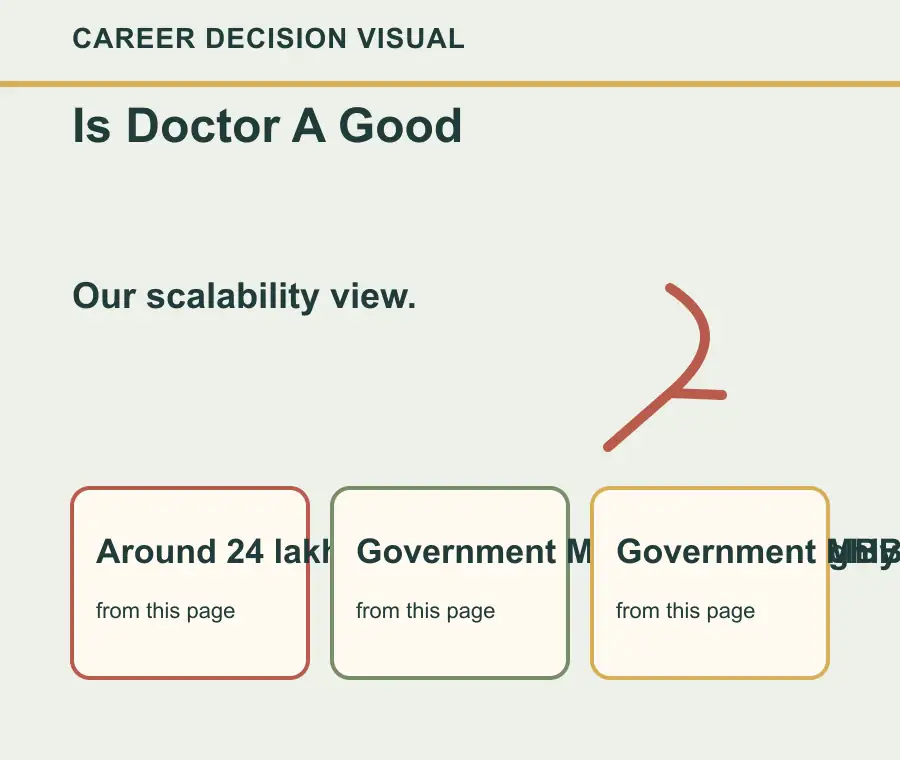 CAREER DECISION VISUAL
Is Doctor A Good
Our scalability view.
Around 24 lakh
Government
Government
from this page
from this page
from this page